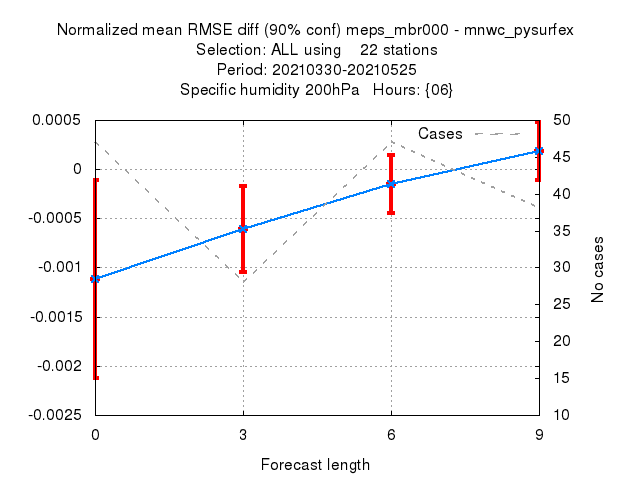 Normalized mean RMSE diff (90% conf) meps_mbr000 - mnwc_pysurfex
Selection: ALL using    22 stations
Period: 20210330-20210525
Specific humidity 200hPa   Hours: {06}
0.0005
0
-0.0005
-0.001
-0.0015
-0.002
-0.0025
Cases
50
45
40
35
30
25
20
15
10
No cases
0 3 6 9
Forecast length